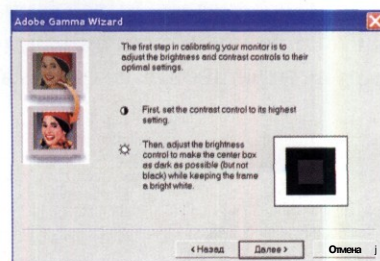 Adobe Gamma Wizard
The first step in calibrating your monitor is to
adjust the brightness and contrast controls to their
optimal settings.
First, set the contrast control to its highest
setting.
Then, adjust the brightness
control to make the center box
as dark as possible (but not
black) while keeping the frame
a bright white.
< Назад Далее > Отмена